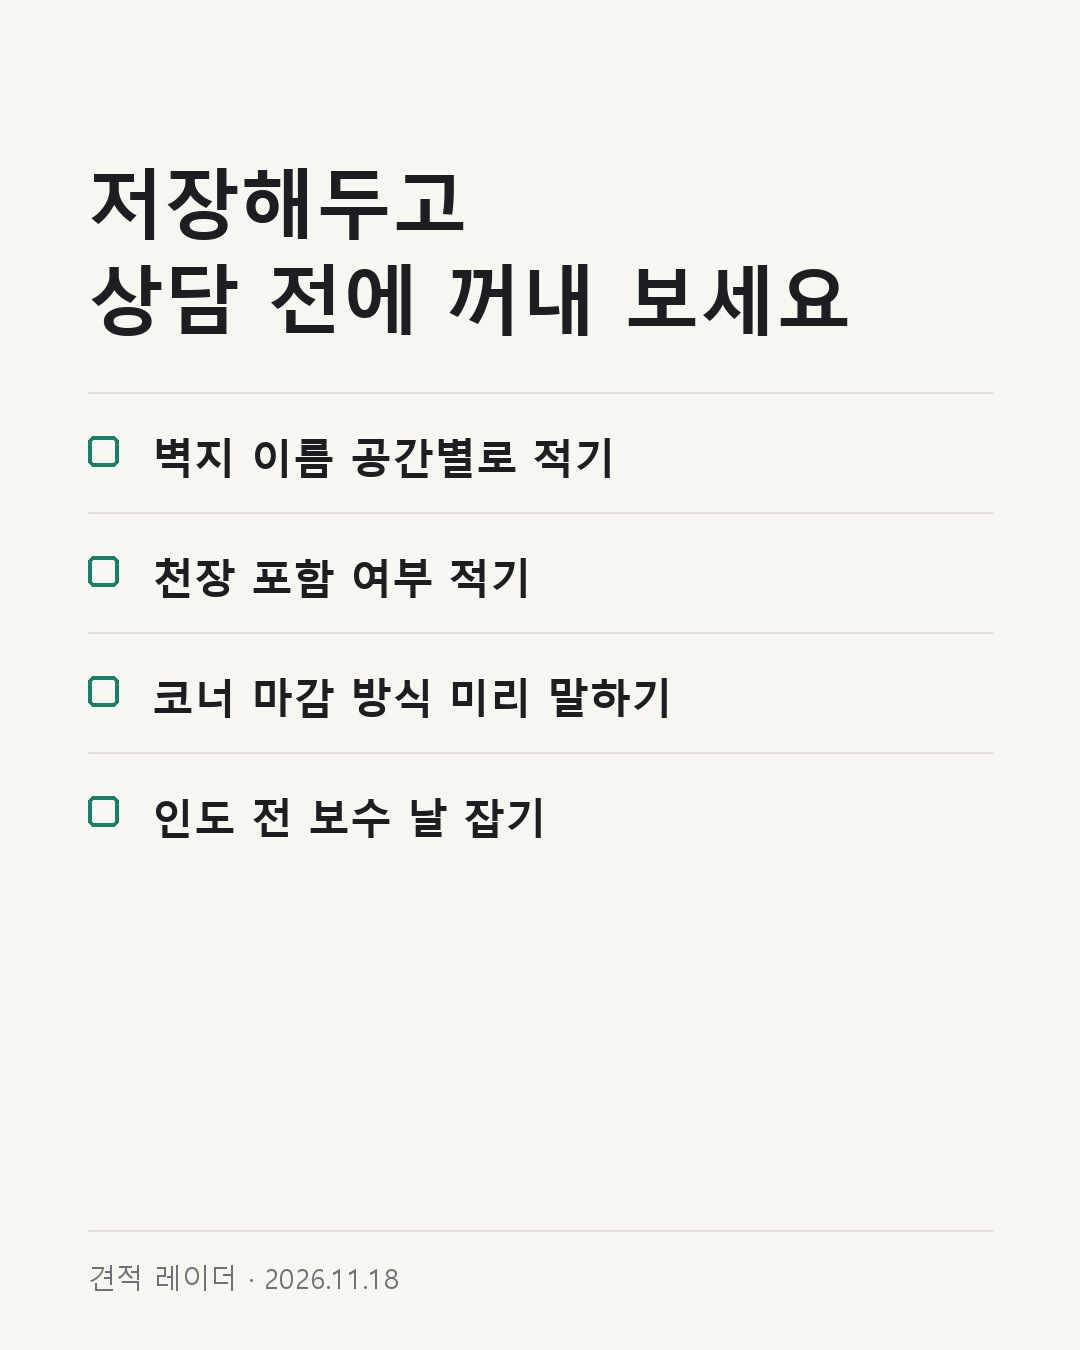 저장해두고
상담 전에 꺼내 보세요
벽지 이름 공간별로 적기
천장 포함 여부 적기
코너 마감 방식 미리 말하기
인도 전 보수 날 잡기
견적 레이더 · 2026.11.18